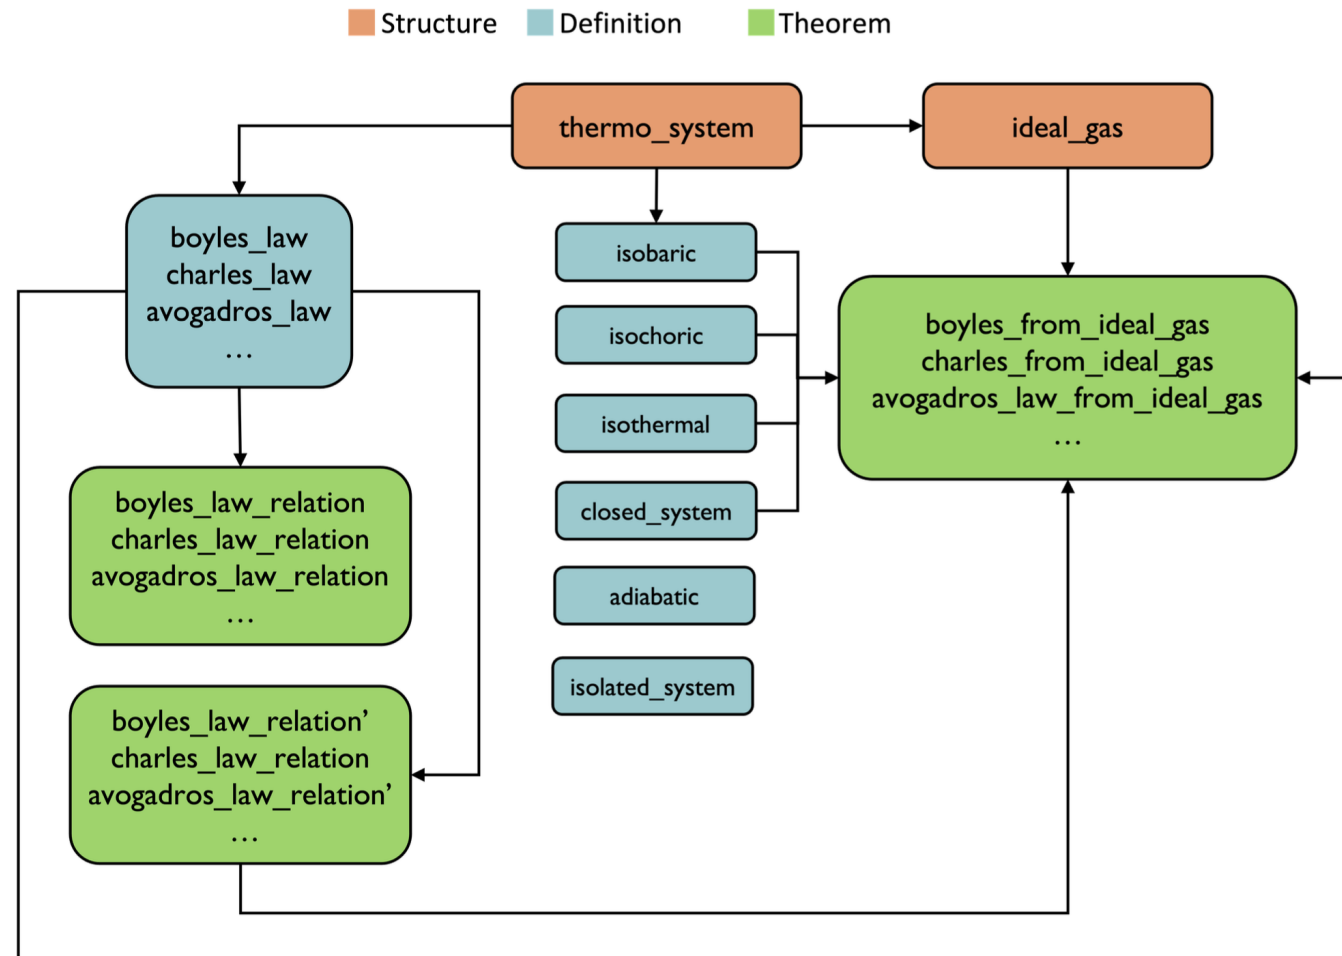 Structure
Definition
Theorem
thermo_system
ideal_gas
boyles_law
charles_law
avogadros_law
...
isobaric
isochoric
isothermal
closed_system
adiabatic
isolated_system
boyles_from_ideal_gas
charles_from_ideal_gas
avogadros_law_from_ideal_gas
...
boyles_law_relation
charles_law_relation
avogadros_law_relation
...
boyles_law_relation’
charles_law_relation
avogadros_law_relation’
...